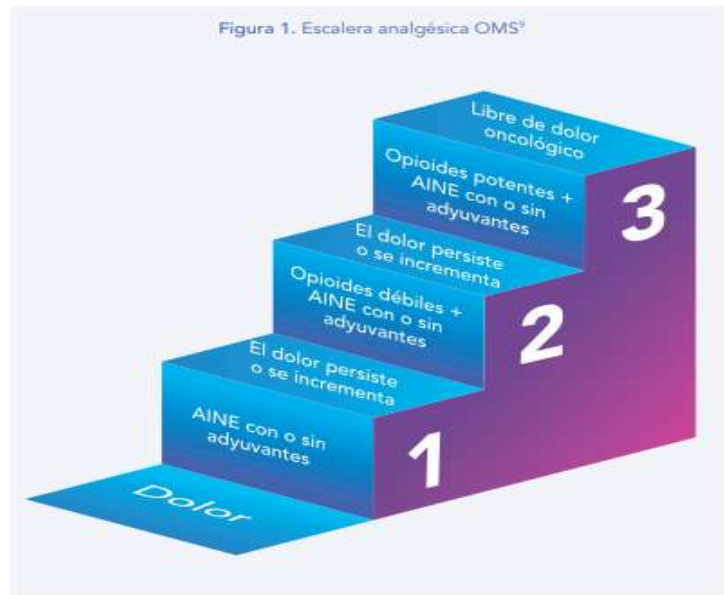 Figura 1. Escalera analgésica OMS⁹
Libre de dolor
oncológico
Opioides potentes +
AINE con o sin
adyuvantes
3
El dolor persiste
o se incrementa
Opioides débiles +
AINE con o sin
adyuvantes
2
El dolor persiste
o se incrementa
AINE con o sin
adyuvantes
1
Dolor